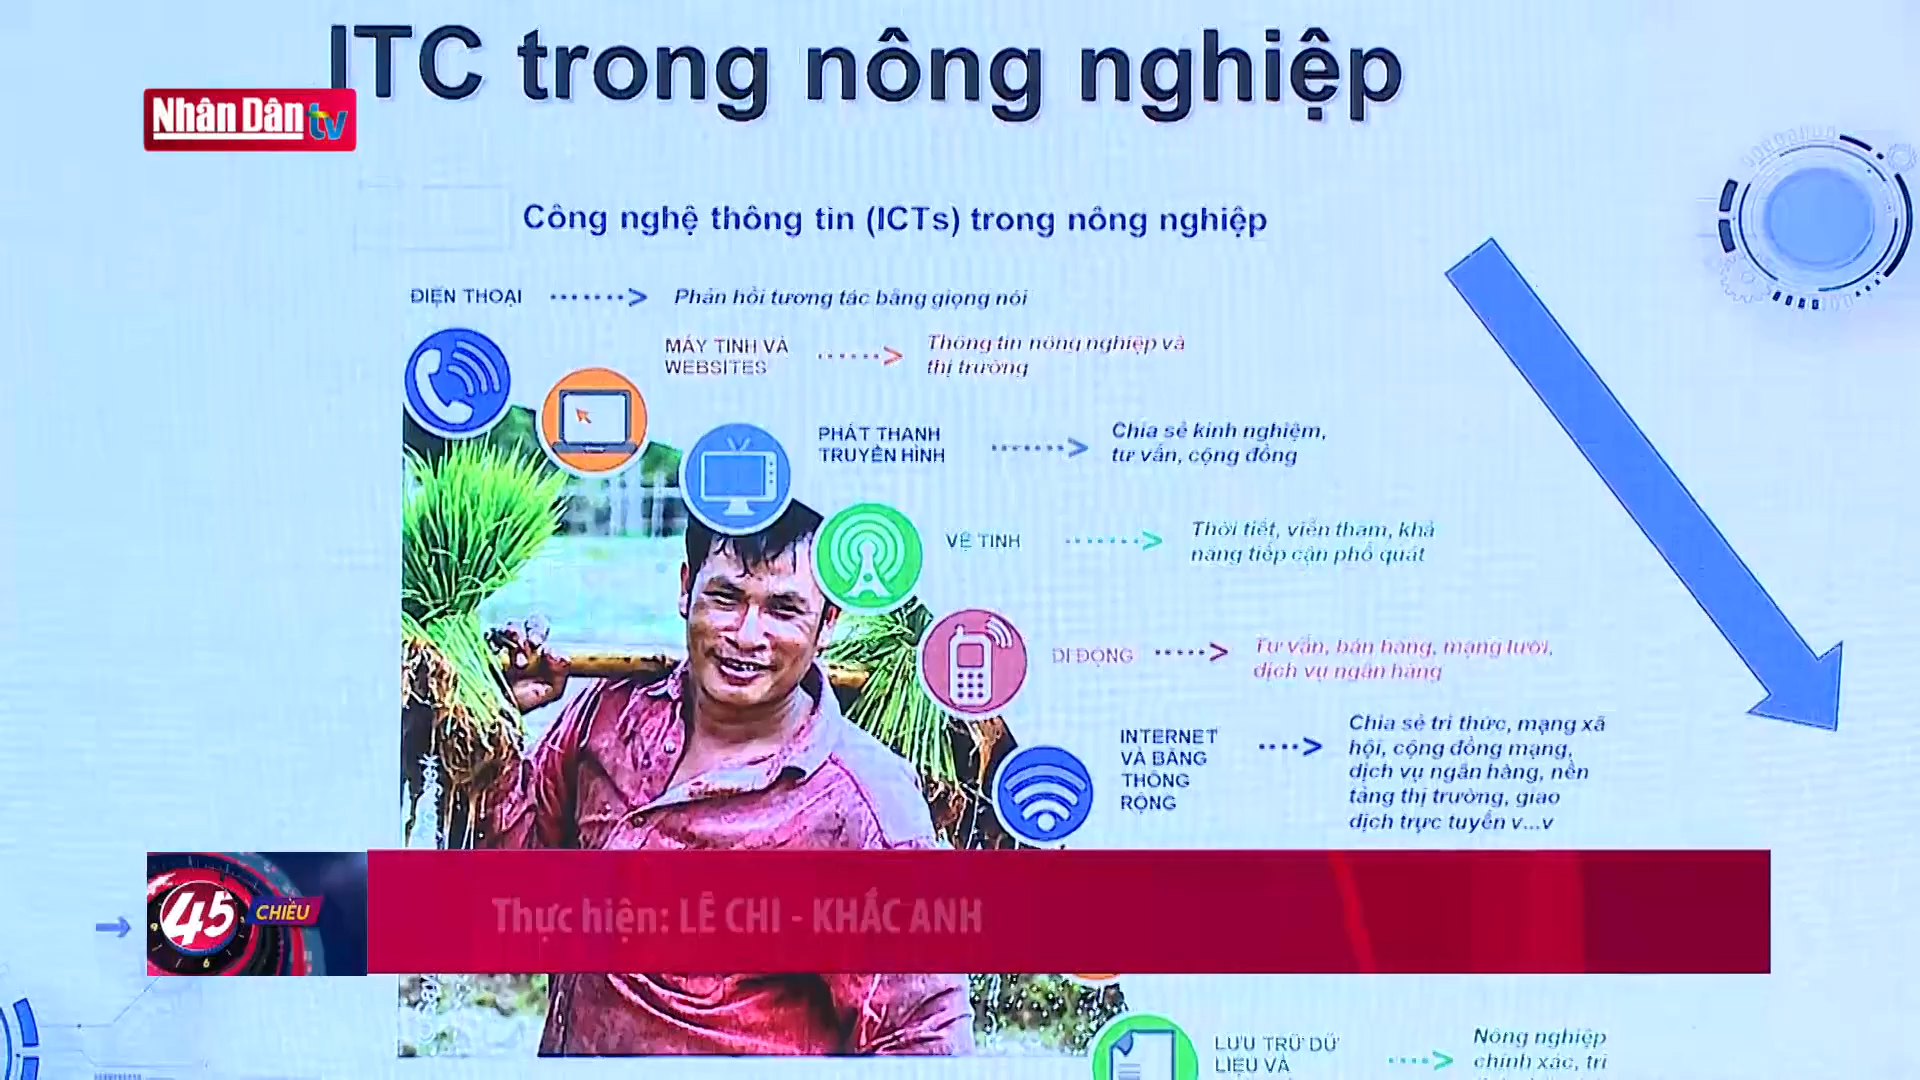 ITC trong nông nghiệp
Nhân Dân tv
Công nghệ thông tin (ICTs) trong nông nghiệp
ĐIỆN THOẠI
Phản hồi tương tác bằng giọng nói
MÁY TÍNH VÀ
WEBSITES
Thông tin nông nghiệp và
thị trường
PHÁT THANH
TRUYỀN HÌNH
Chia sẻ kinh nghiệm,
tư vấn, cộng đồng
VỆ TINH
Thời tiết, viễn thám, khả
năng tiếp cận phổ quát
DI ĐỘNG
Tư vấn, bán hàng, mạng lưới,
dịch vụ ngân hàng
INTERNET
VÀ BĂNG
THÔNG
RỘNG
Chia sẻ tri thức, mạng xã
hội, cộng đồng mạng,
dịch vụ ngân hàng, nền
tảng thị trường, giao
dịch trực tuyến v...v
45 CHIỀU
Thực hiện: LÊ CHI - KHẮC ANH
LƯU TRỮ DỮ
LIỆU VÀ
Nông nghiệp
chính xác, tri